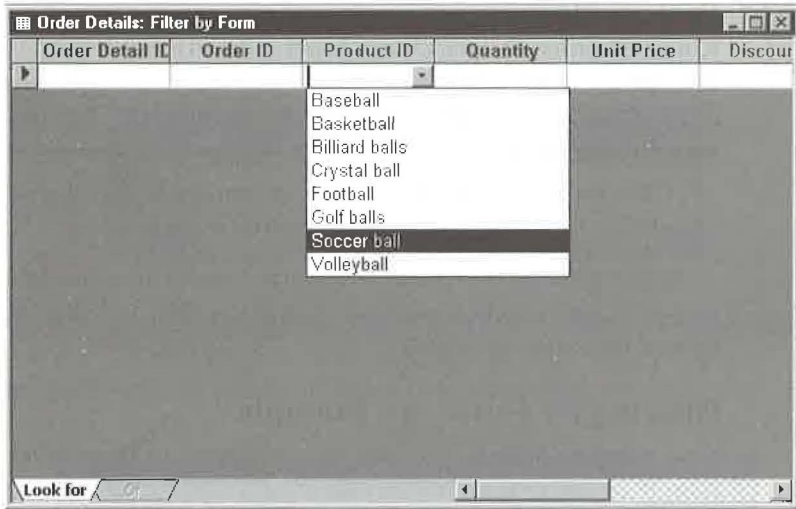 Order Details: Filter by Form
Order Detail ID Order ID Product ID Quantity Unit Price Discour
Baseball
Basketball
Billiard balls
Crystal ball
Football
Golf balls
Soccer ball
Volleyball
Look for Or